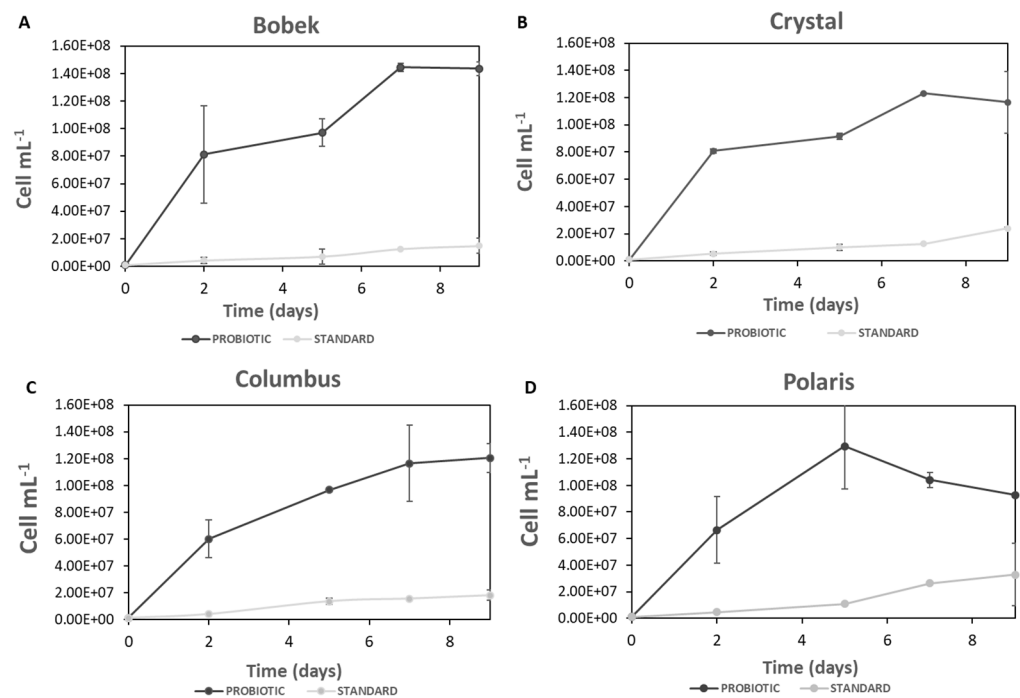 A
Bobek
1.60E+08
1.40E+08
1.20E+08
1.00E+08
8.00E+07
6.00E+07
4.00E+07
2.00E+07
0.00E+00
Cell mL-1
0 2 4 6 8
Time (days)
PROBIOTIC STANDARD
B
Crystal
1.60E+08
1.40E+08
1.20E+08
1.00E+08
8.00E+07
6.00E+07
4.00E+07
2.00E+07
0.00E+00
Cell mL-1
0 2 4 6 8
Time (days)
PROBIOTIC STANDARD
C
Columbus
1.60E+08
1.40E+08
1.20E+08
1.00E+08
8.00E+07
6.00E+07
4.00E+07
2.00E+07
0.00E+00
Cell mL-1
0 2 4 6 8
Time (days)
PROBIOTIC STANDARD
D
Polaris
1.60E+08
1.40E+08
1.20E+08
1.00E+08
8.00E+07
6.00E+07
4.00E+07
2.00E+07
0.00E+00
Cell mL-1
0 2 4 6 8
Time (days)
PROBIOTIC STANDARD